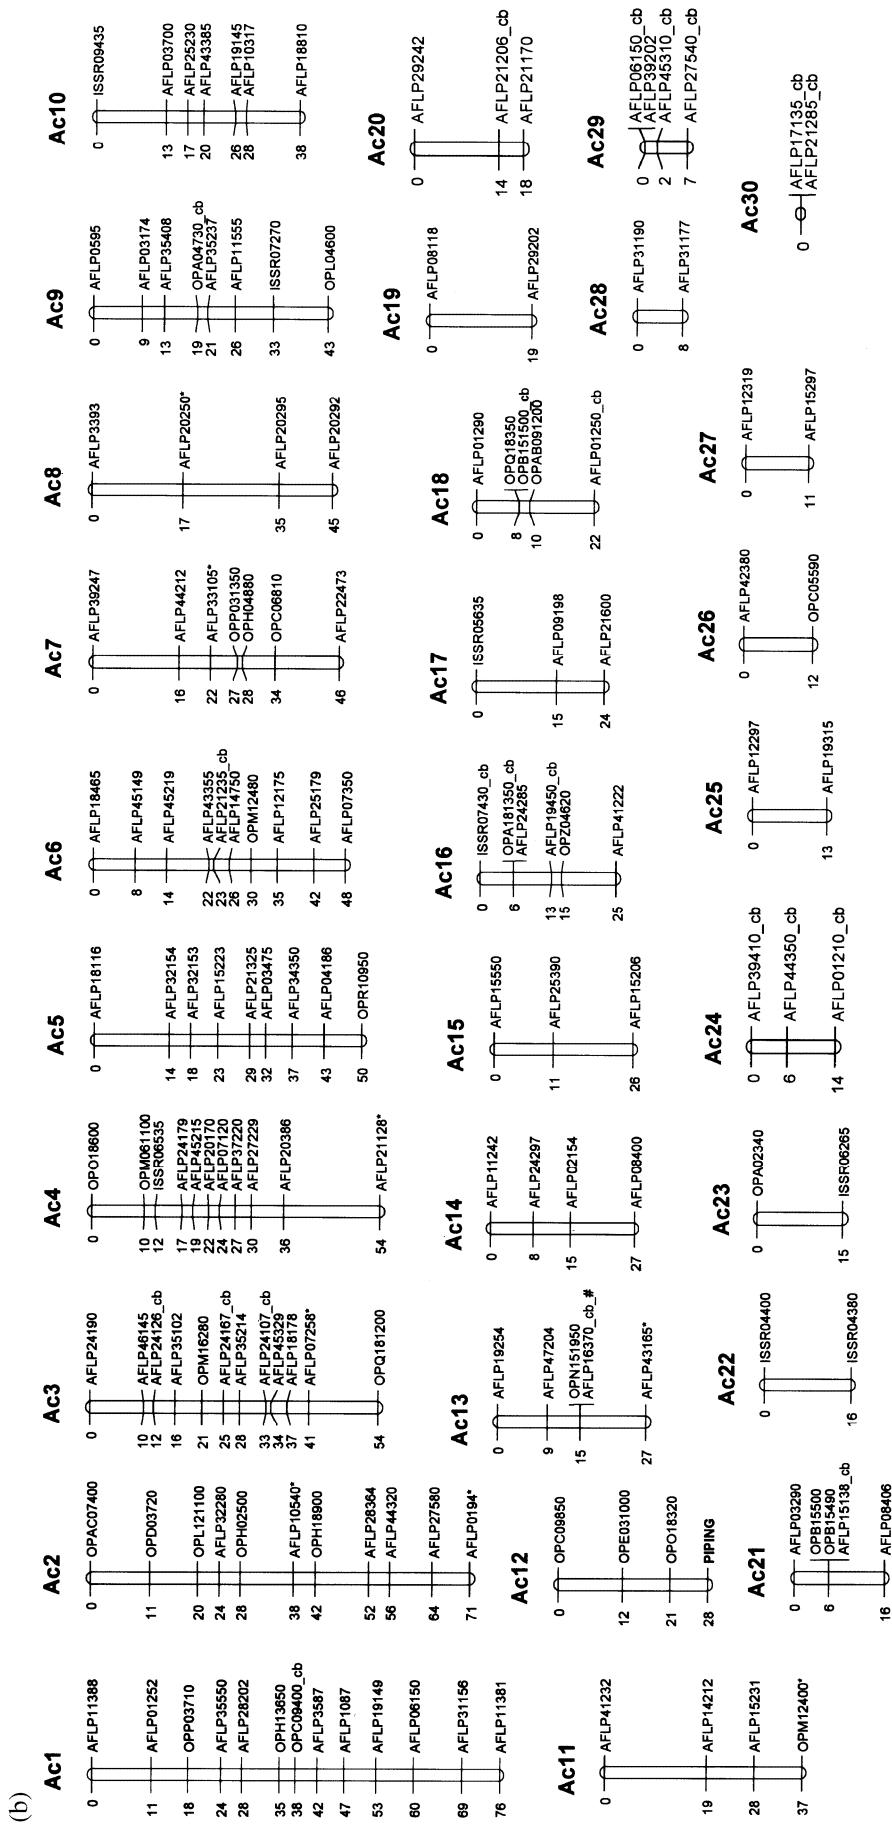 (b)
Ac1
0 AFLP11388
11 AFLP01252
18 OPP03710
24 AFLP35550
28 AFLP28202
35 OPH13650
38 OPC09400_cb
42 AFLP3587
47 AFLP1087
53 AFLP19149
60 AFLP06150
69 AFLP31156
76 AFLP11381
Ac2
0 OPAC07400
11 OPD03720
20 OPL121100
24 AFLP32280
28 OPH02500
38 AFLP10540*
42 OPH18900
52 AFLP28364
56 AFLP44320
64 AFLP27580
71 AFLP0194*
Ac3
0 AFLP24190
10 AFLP46145
12 AFLP24126_cb
16 AFLP35102
21 OPM16280
25 AFLP24167_cb
28 AFLP35214
33 AFLP24107_cb
34 AFLP45329
37 AFLP18178
41 AFLP07258*
54 OPQ181200
Ac4
0 OPO18600
10 OPM061100
12 ISSR06535
17 AFLP24179
19 AFLP45215
22 AFLP20170
24 AFLP07120
27 AFLP37220
30 AFLP27229
36 AFLP20386
54 AFLP21128*
Ac5
0 AFLP18116
14 AFLP32154
18 AFLP32153
23 AFLP15223
29 AFLP21325
32 AFLP03475
37 AFLP34350
43 AFLP04186
50 OPR10950
Ac6
0 AFLP18465
8 AFLP45149
14 AFLP45219
22 AFLP43355
23 AFLP21235_cb
26 AFLP14750
30 OPM12480
35 AFLP12175
42 AFLP25179
48 AFLP07350
Ac7
0 AFLP39247
16 AFLP44212
22 AFLP33105*
27 OPP031350
28 OPH04880
34 OPC06810
46 AFLP22473
Ac8
0 AFLP3393
17 AFLP20250*
35 AFLP20295
45 AFLP20292
Ac9
0 AFLP0595
9 AFLP03174
13 AFLP35408
19 OPA04730_cb
21 AFLP35237
26 AFLP11555
33 ISSR07270
43 OPL04600
Ac10
0 ISSR09435
13 AFLP03700
17 AFLP25230
20 AFLP43385
26 AFLP19145
28 AFLP10317
38 AFLP18810
Ac11
0 AFLP41232
19 AFLP14212
28 AFLP15231
37 OPM12400*
Ac12
0 OPC09850
12 OPE031000
21 OPO18320
28 PIPING
Ac13
0 AFLP19254
9 AFLP47204
15 OPN151950
AFLP16370_cb_#
27 AFLP43165*
Ac14
0 AFLP11242
8 AFLP24297
15 AFLP02154
27 AFLP08400
Ac15
0 AFLP15550
11 AFLP25390
26 AFLP15206
Ac16
0 ISSR07430_cb
6 OPA181350_cb
AFLP24285
13 AFLP19450_cb
15 OPZ04620
25 AFLP41222
Ac17
0 ISSR05635
15 AFLP09198
24 AFLP21600
Ac18
0 AFLP01290
8 OPQ18350
OPB151500_cb
10 OPAB091200
22 AFLP01250_cb
Ac19
0 AFLP08118
19 AFLP29202
Ac20
0 AFLP29242
14 AFLP21206_cb
18 AFLP21170
Ac21
0 AFLP03290
6 OPB15500
OPB15490
AFLP15138_cb
16 AFLP08406
Ac22
0 ISSR04400
16 ISSR04380
Ac23
0 OPA02340
15 ISSR06265
Ac24
0 AFLP39410_cb
6 AFLP44350_cb
14 AFLP01210_cb
Ac25
0 AFLP12297
13 AFLP19315
Ac26
0 AFLP42380
12 OPC05590
Ac27
0 AFLP12319
11 AFLP15297
Ac28
0 AFLP31190
8 AFLP31177
Ac29
0 AFLP06150_cb
AFLP39202
2 AFLP45310_cb
7 AFLP27540_cb
Ac30
0 AFLP17135_cb
AFLP21285_cb